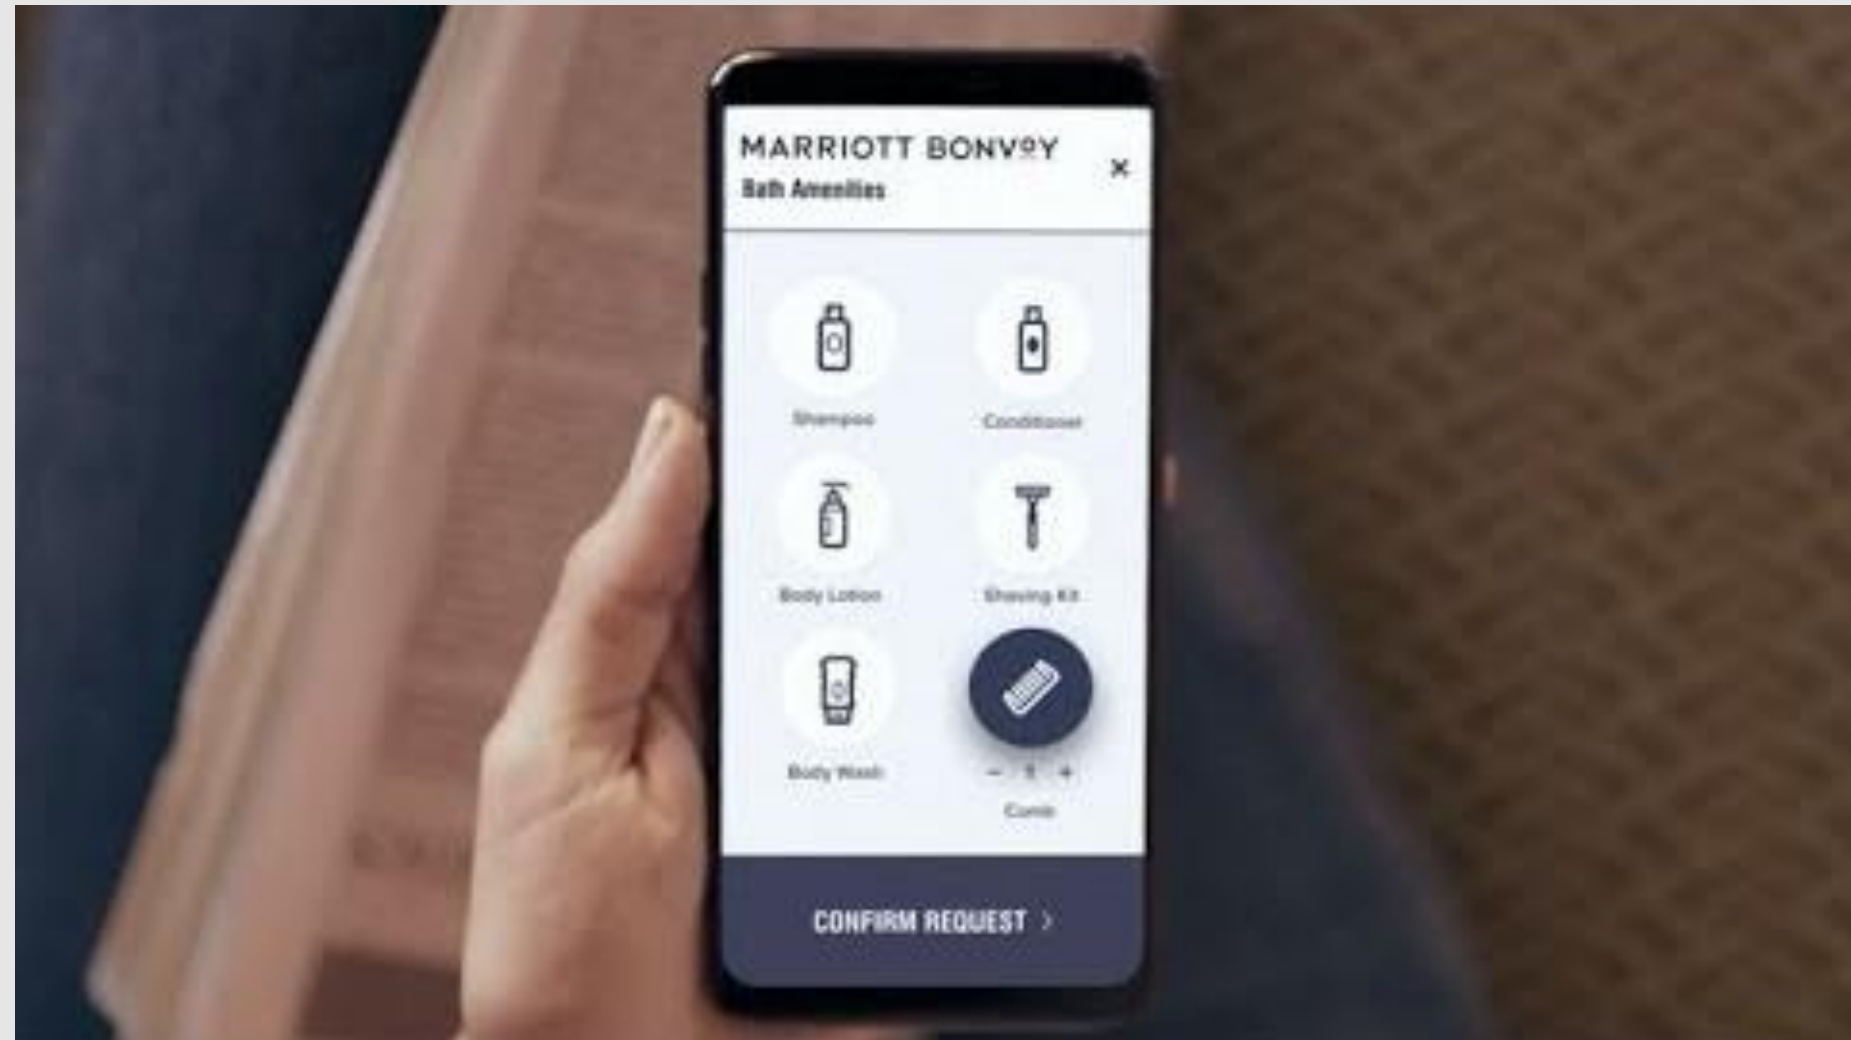 MARRIOTT BONVOY
Bath Amenities
×
Shampoo
Conditioner
Body Lotion
Shaving Kit
Body Wash
− 1 +
Comb
CONFIRM REQUEST >